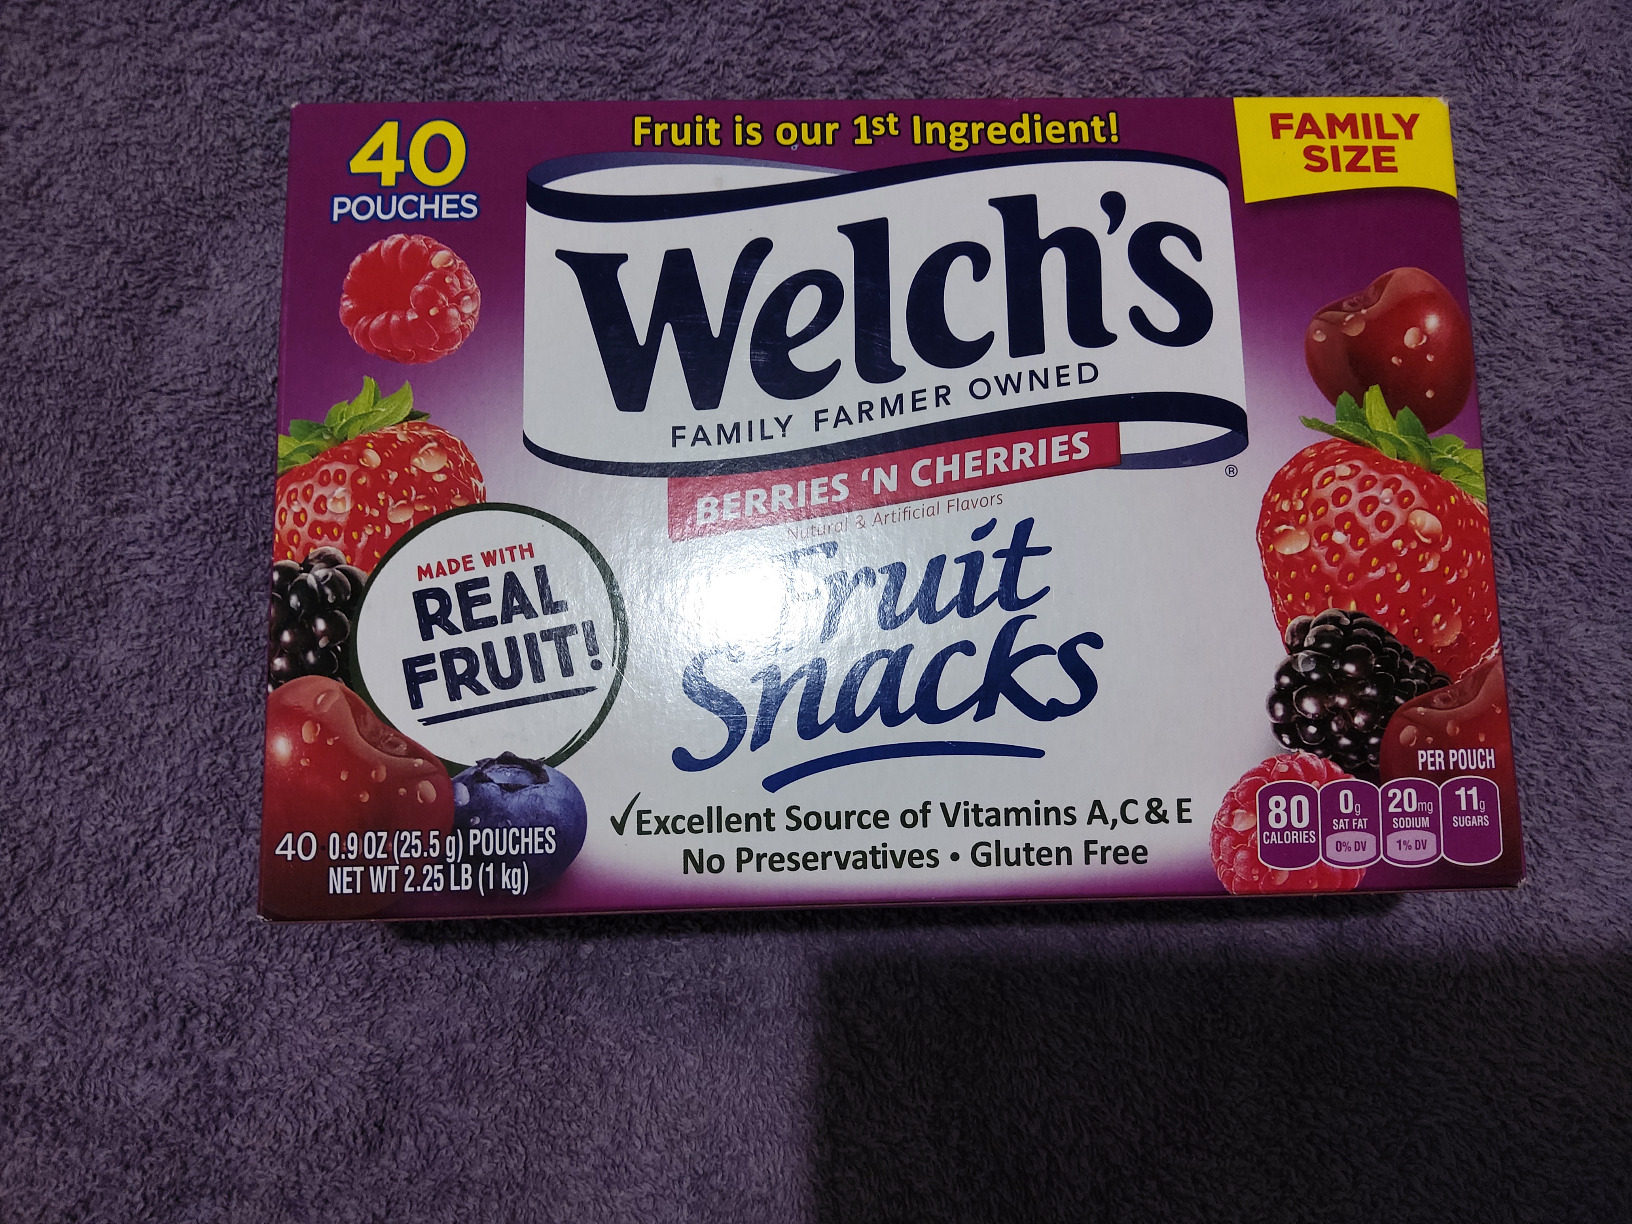 40
POUCHES
Fruit is our 1st Ingredient!
FAMILY
SIZE
Welch's
FAMILY FARMER OWNED
®
BERRIES 'N CHERRIES
Natural & Artificial Flavors
Fruit
Snacks
MADE WITH
REAL
FRUIT!
✓Excellent Source of Vitamins A,C & E
No Preservatives • Gluten Free
40 0.9 OZ (25.5 g) POUCHES
NET WT 2.25 LB (1 kg)
PER POUCH
80
CALORIES
0g
SAT FAT
0% DV
20mg
SODIUM
1% DV
11g
SUGARS